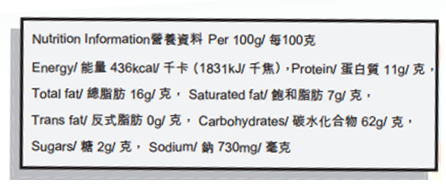 Nutrition Information營養資料 Per 100g/ 每100克
Energy/ 能量 436kcal/ 千卡 (1831kJ/ 千焦)，Protein/ 蛋白質 11g/ 克，
Total fat/ 總脂肪 16g/ 克， Saturated fat/ 飽和脂肪 7g/ 克，
Trans fat/ 反式脂肪 0g/ 克， Carbohydrates/ 碳水化合物 62g/ 克，
Sugars/ 糖 2g/ 克， Sodium/ 鈉 730mg/ 毫克